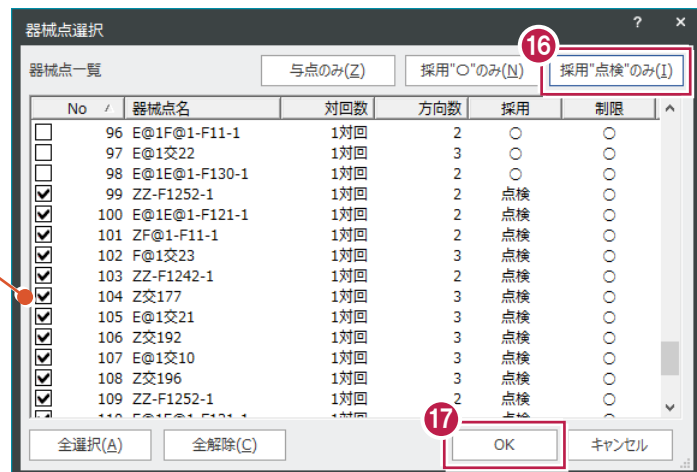 器械点選択 ? ×
⑯
器械点一覧 与点のみ(Z) 採用"○"のみ(N) 採用"点検"のみ(I)
No 器械点名 対回数 方向数 採用 制限
96 E@1F@1-F11-1 1対回 2 ○ ○
97 E@1交22 1対回 3 ○ ○
98 E@1E@1-F130-1 1対回 2 ○ ○
99 ZZ-F1252-1 1対回 2 点検 ○
100 E@1E@1-F121-1 1対回 2 点検 ○
101 ZF@1-F11-1 1対回 2 点検 ○
102 F@1交23 1対回 3 点検 ○
103 ZZ-F1242-1 1対回 2 点検 ○
104 Z交177 1対回 3 点検 ○
105 E@1交21 1対回 3 点検 ○
106 Z交192 1対回 3 点検 ○
107 E@1交10 1対回 3 点検 ○
108 Z交196 1対回 3 点検 ○
109 ZZ-F1252-1 1対回 2 点検 ○
⑰
全選択(A) 全解除(C) OK キャンセル